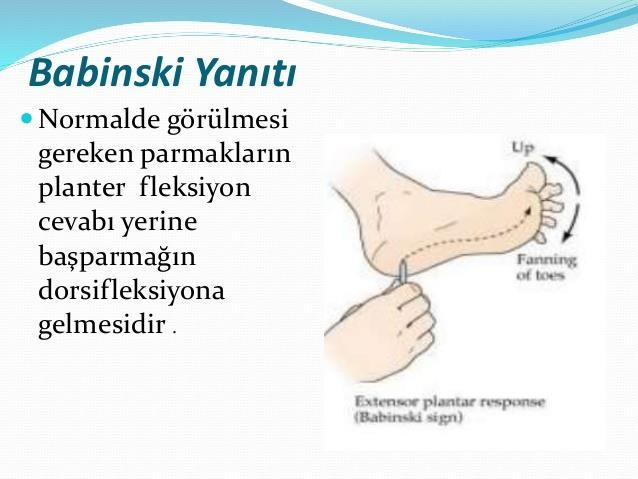 Babinski Yanıtı
Normalde görülmesi
gereken parmakların
planter fleksiyon
cevabı yerine
başparmağın
dorsifleksiyona
gelmesidir .
Up
Fanning
of toes
Extensor plantar response
(Babinski sign)